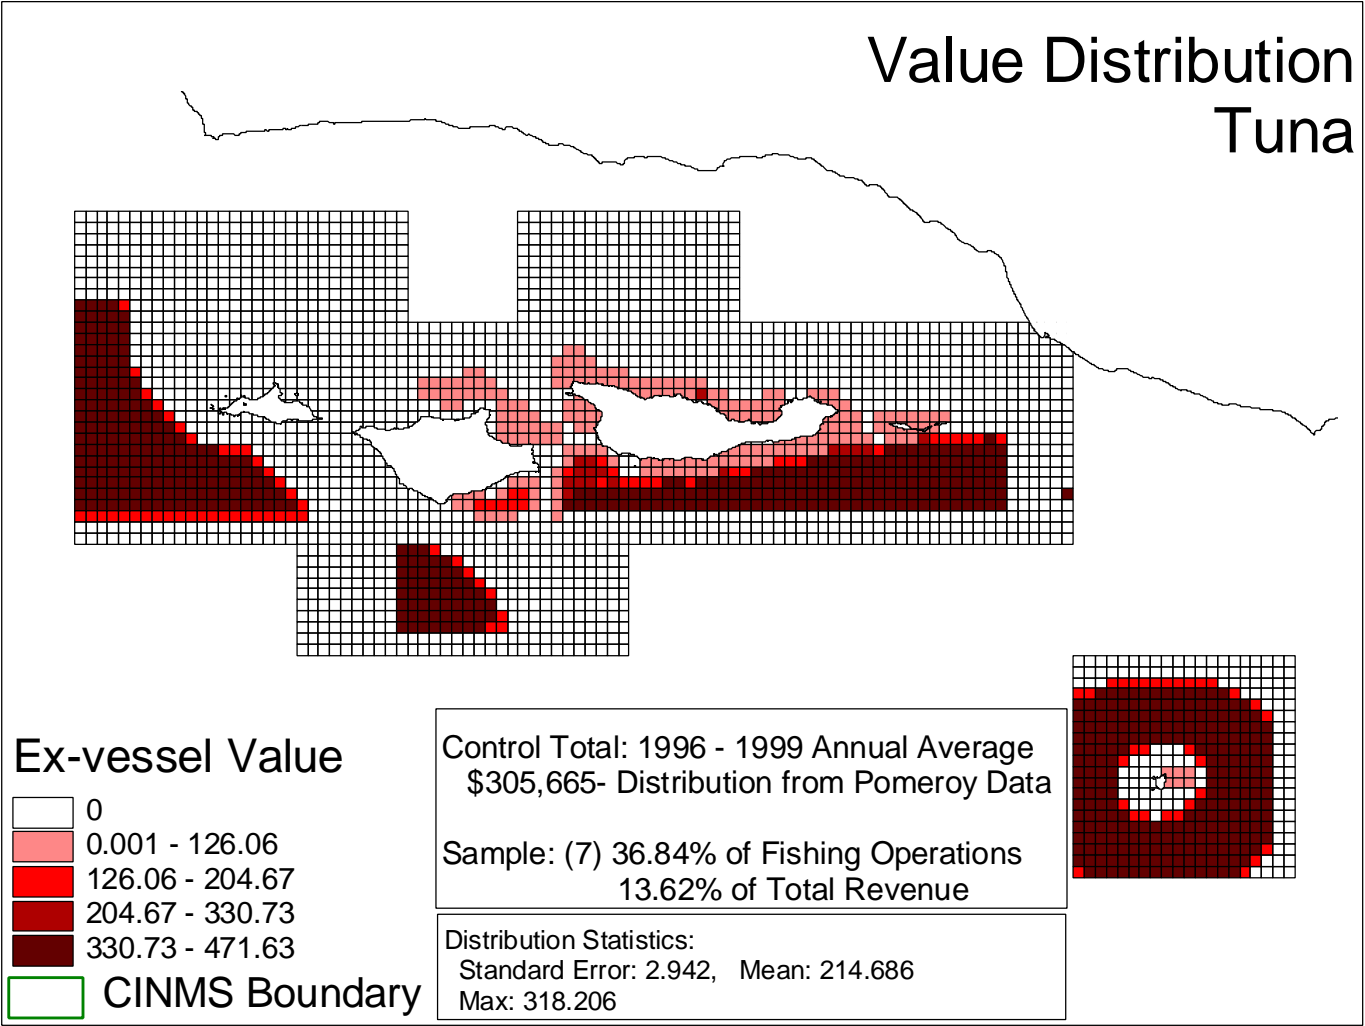 Value Distribution
Tuna
Ex-vessel Value
0
0.001 - 126.06
126.06 - 204.67
204.67 - 330.73
330.73 - 471.63
CINMS Boundary
Control Total: 1996 - 1999 Annual Average
$305,665- Distribution from Pomeroy Data
Sample: (7) 36.84% of Fishing Operations
13.62% of Total Revenue
Distribution Statistics:
Standard Error: 2.942, Mean: 214.686
Max: 318.206